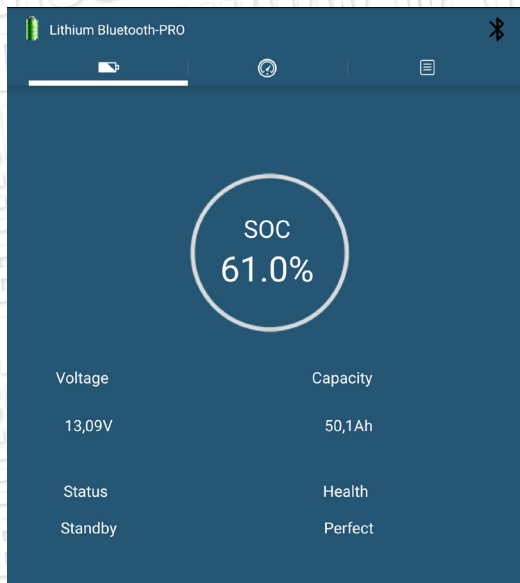 Lithium Bluetooth-PRO
SOC
61.0%
Voltage Capacity
13,09V 50,1Ah
Status Health
Standby Perfect